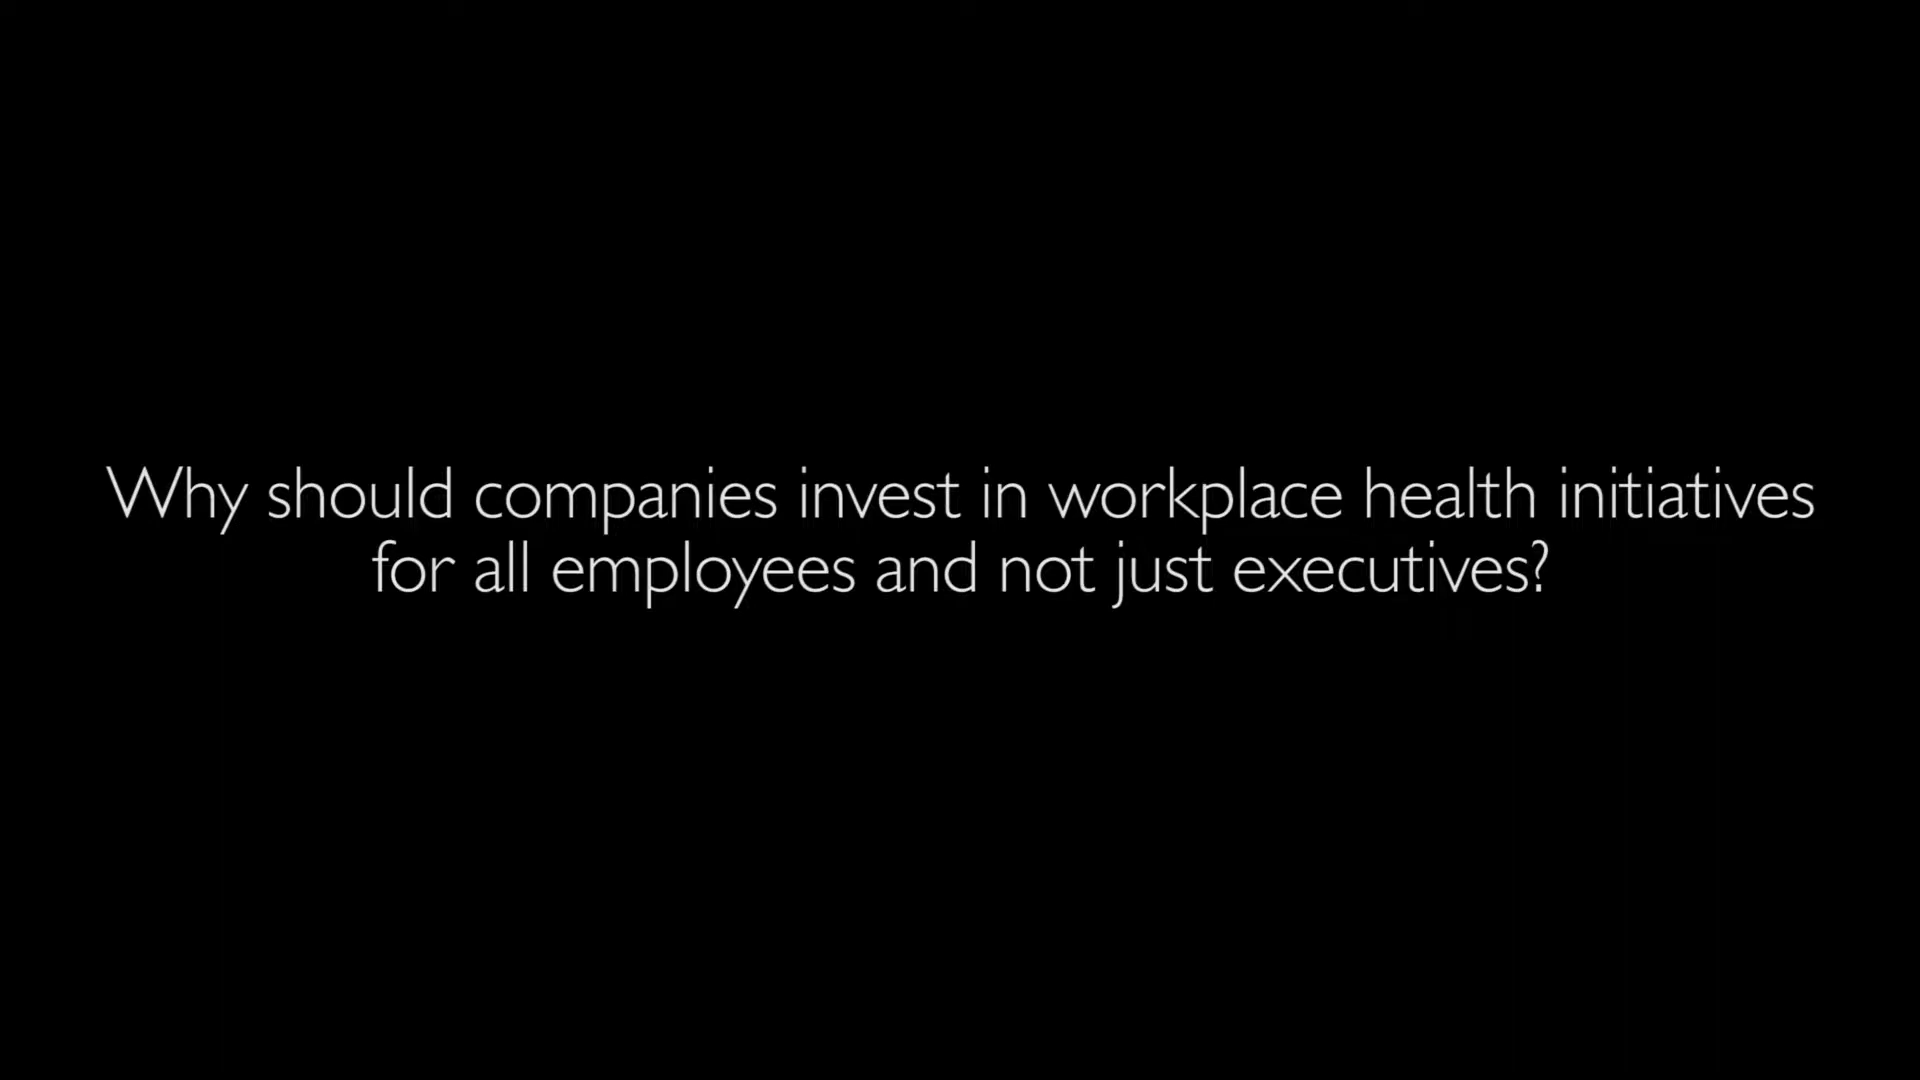 Why should companies invest in workplace health initiatives
for all employees and not just executives?